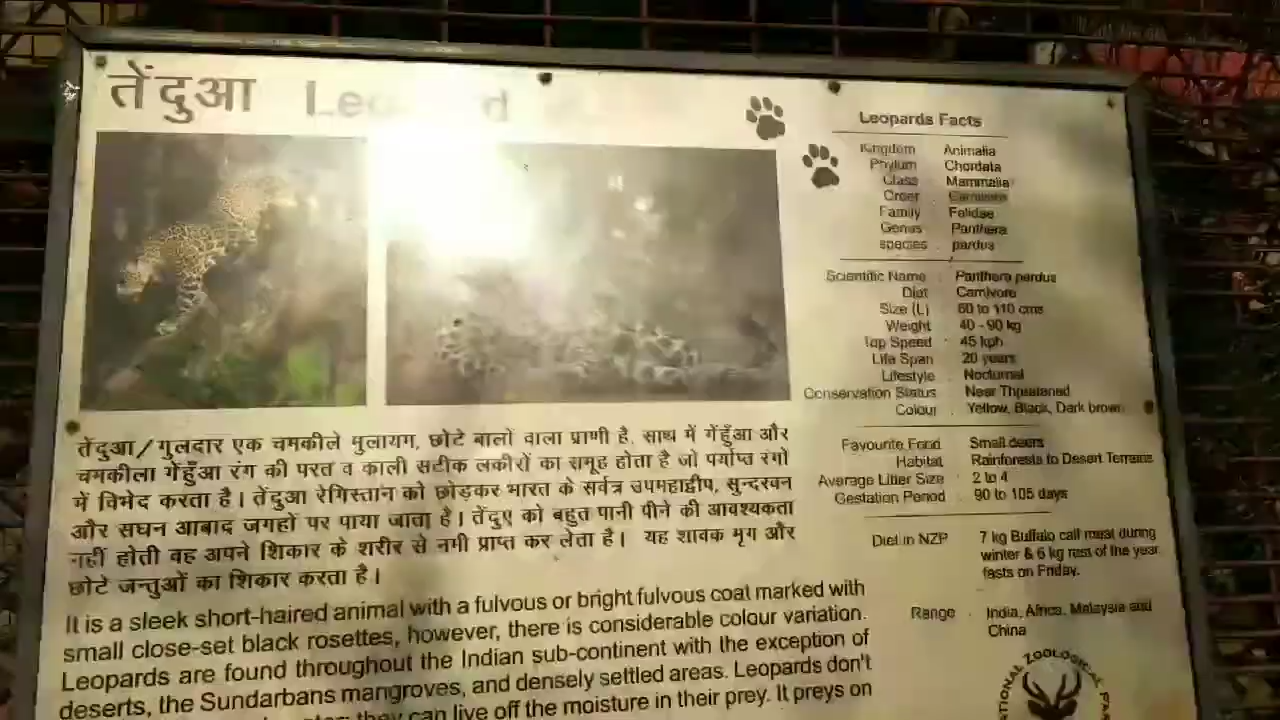 तेंदुआ
तेंदुआ/गुलदार एक चमकीले मुलायम, छोटे बालों वाला प्राणी है, साथ में गेंहुँआ और
चमकीला गेंहुँआ रंग की परत व काली सटीक लकीरों का समूह होता है जो पर्याप्त रंगो
में विभेद करता है। तेंदुआ रेगिस्तान को छोड़कर भारत के सर्वत्र उपमहाद्वीप, सुन्दरवन
और सघन आबाद जगहों पर पाया जाता है। तेंदुए को बहुत पानी पीने की आवश्यकता
नहीं होती वह अपने शिकार के शरीर से नमी प्राप्त कर लेता है। यह शावक मृग और
छोटे जन्तुओं का शिकार करता है।
It is a sleek short-haired animal with a fulvous or bright fulvous coat marked with
small close-set black rosettes, however, there is considerable colour variation.
Leopards are found throughout the Indian sub-continent with the exception of
deserts, the Sundarbans mangroves, and densely settled areas. Leopards don't
they can live off the moisture in their prey. It preys on
Leopards Facts
Kingdom Animalia
Phylum Chordata
Class Mammalia
Order Carnivora
Family Felidae
Genus Panthera
species pardus
Scientific Name : Panthera pardus
Diet : Carnivore
Size (L) : 60 to 110 cms
Weight : 40 - 90 kg
Top Speed : 45 kph
Life Span : 20 years
Lifestyle : Nocturnal
Conservation Status : Near Threatened
Colour : Yellow, Black, Dark brown
Favourite Food : Small deers
Habitat : Rainforests to Desert Terrains
Average Litter Size : 2 to 4
Gestation Period : 90 to 105 days
Diet in NZP : 7 kg Buffalo calf meat during
winter & 6 kg rest of the year,
fasts on Friday.
Range : India, Africa, Malaysia and
China
ZOOLOGICAL